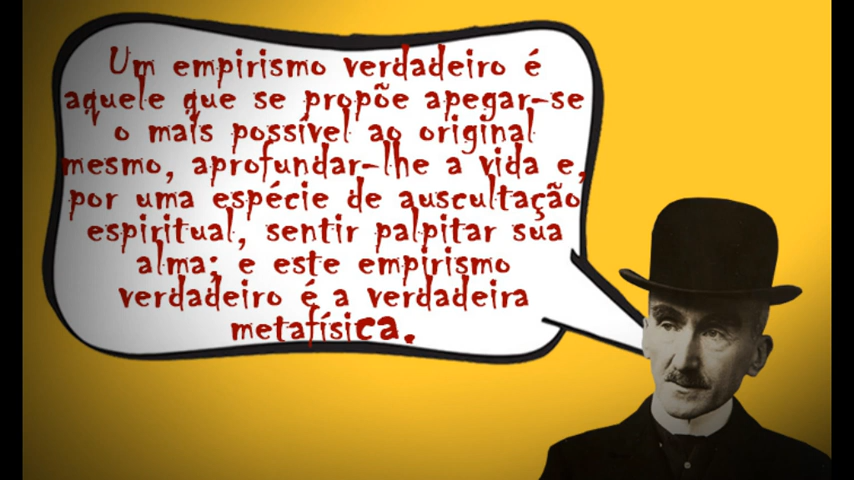 Um empirismo verdadeiro é
aquele que se propõe apegar-se
o mais possível ao original
mesmo, aprofundar-lhe a vida e,
por uma espécie de auscultação
espiritual, sentir palpitar sua
alma; e este empirismo
verdadeiro é a verdadeira
metafísica.